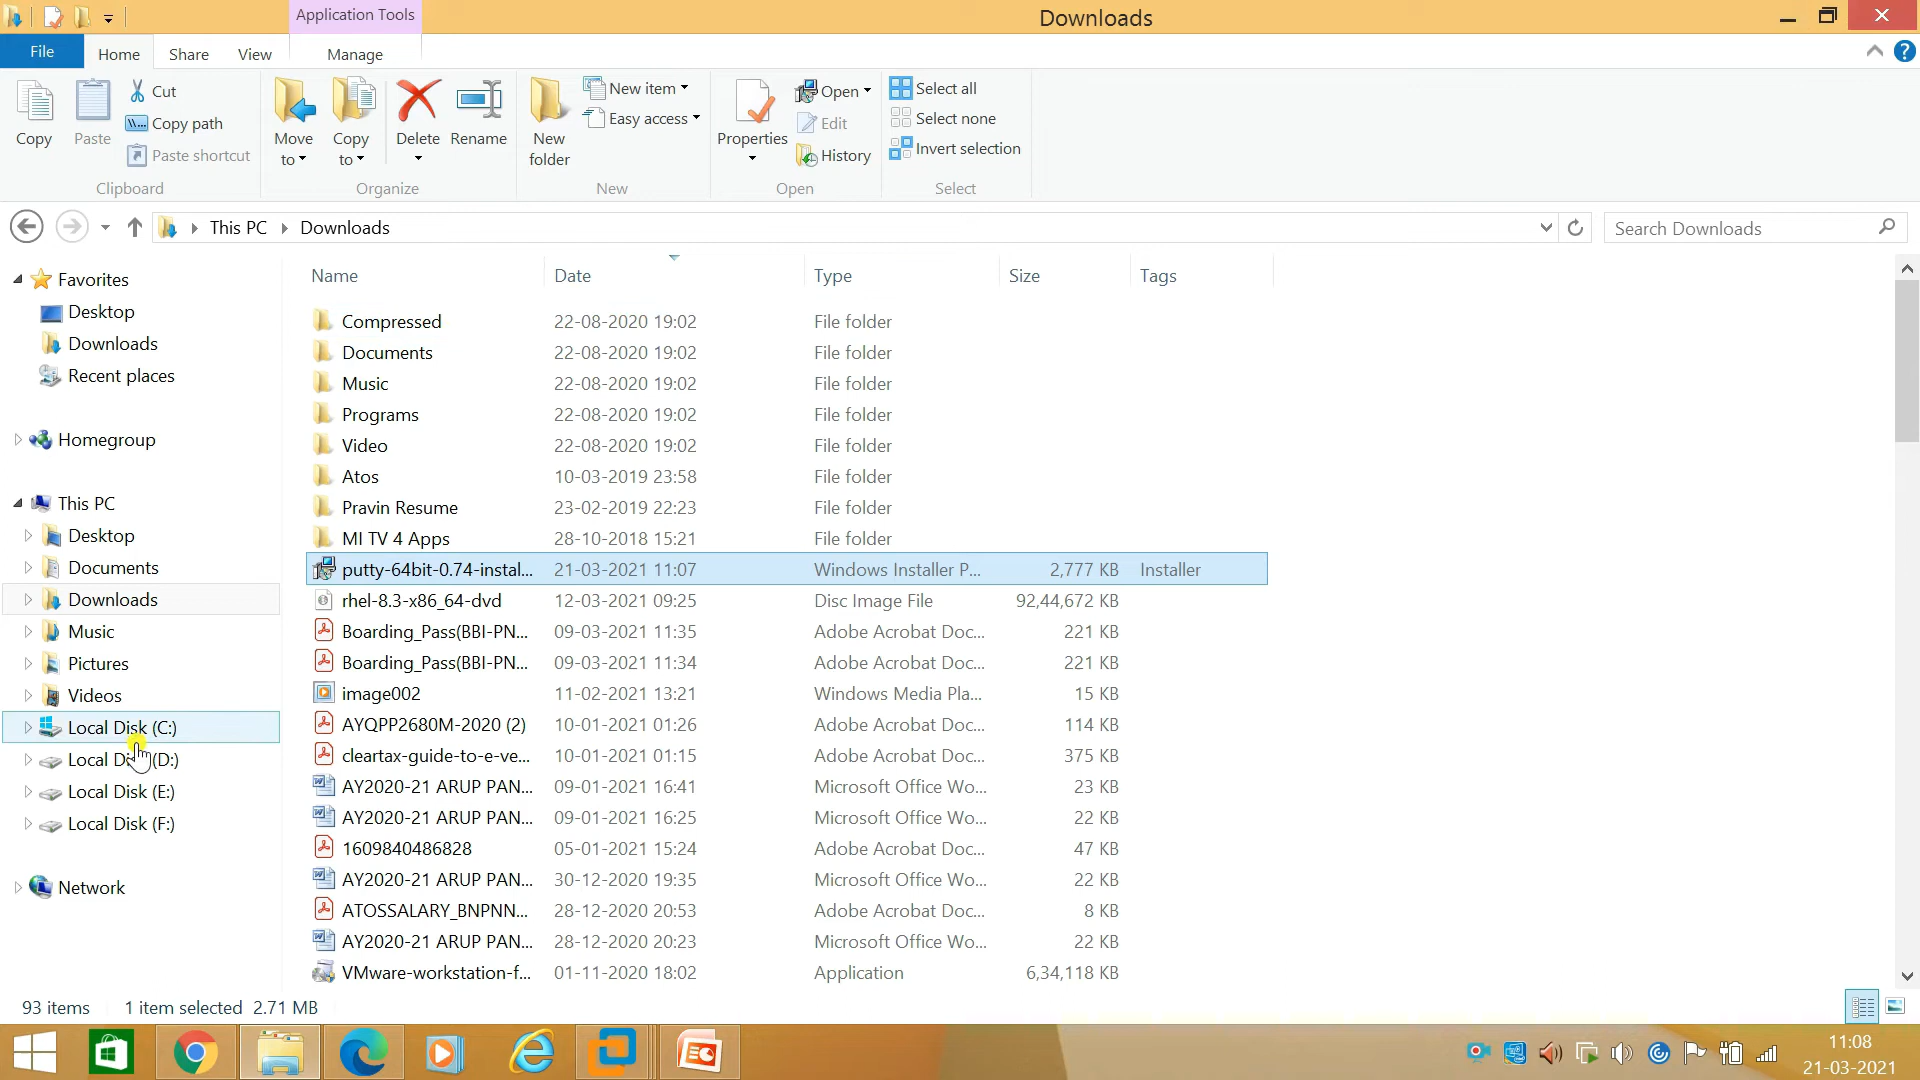 Application Tools
Downloads
File
Home
Share
View
Manage
Copy
Paste
Cut
Copy path
Paste shortcut
Clipboard
Move to
Copy to
Delete
Rename
Organize
New folder
New item
Easy access
New
Properties
Open
Edit
History
Open
Select all
Select none
Invert selection
Select
This PC
Downloads
Search Downloads
Favorites
Desktop
Downloads
Recent places
Homegroup
This PC
Desktop
Documents
Downloads
Music
Pictures
Videos
Local Disk (C:)
Local Di (D:)
Local Disk (E:)
Local Disk (F:)
Network
Name Date Type Size Tags
Compressed 22-08-2020 19:02 File folder
Documents 22-08-2020 19:02 File folder
Music 22-08-2020 19:02 File folder
Programs 22-08-2020 19:02 File folder
Video 22-08-2020 19:02 File folder
Atos 10-03-2019 23:58 File folder
Pravin Resume 23-02-2019 22:23 File folder
MI TV 4 Apps 28-10-2018 15:21 File folder
putty-64bit-0.74-instal... 21-03-2021 11:07 Windows Installer P... 2,777 KB Installer
rhel-8.3-x86_64-dvd 12-03-2021 09:25 Disc Image File 92,44,672 KB
Boarding_Pass(BBI-PN... 09-03-2021 11:35 Adobe Acrobat Doc... 221 KB
Boarding_Pass(BBI-PN... 09-03-2021 11:34 Adobe Acrobat Doc... 221 KB
image002 11-02-2021 13:21 Windows Media Pla... 15 KB
AYQPP2680M-2020 (2) 10-01-2021 01:26 Adobe Acrobat Doc... 114 KB
cleartax-guide-to-e-ve... 10-01-2021 01:15 Adobe Acrobat Doc... 375 KB
AY2020-21 ARUP PAN... 09-01-2021 16:41 Microsoft Office Wo... 23 KB
AY2020-21 ARUP PAN... 09-01-2021 16:25 Microsoft Office Wo... 22 KB
1609840486828 05-01-2021 15:24 Adobe Acrobat Doc... 47 KB
AY2020-21 ARUP PAN... 30-12-2020 19:35 Microsoft Office Wo... 22 KB
ATOSSALARY_BNPNN... 28-12-2020 20:53 Adobe Acrobat Doc... 8 KB
AY2020-21 ARUP PAN... 28-12-2020 20:23 Microsoft Office Wo... 22 KB
VMware-workstation-f... 01-11-2020 18:02 Application 6,34,118 KB
93 items 1 item selected 2.71 MB
11:08
21-03-2021